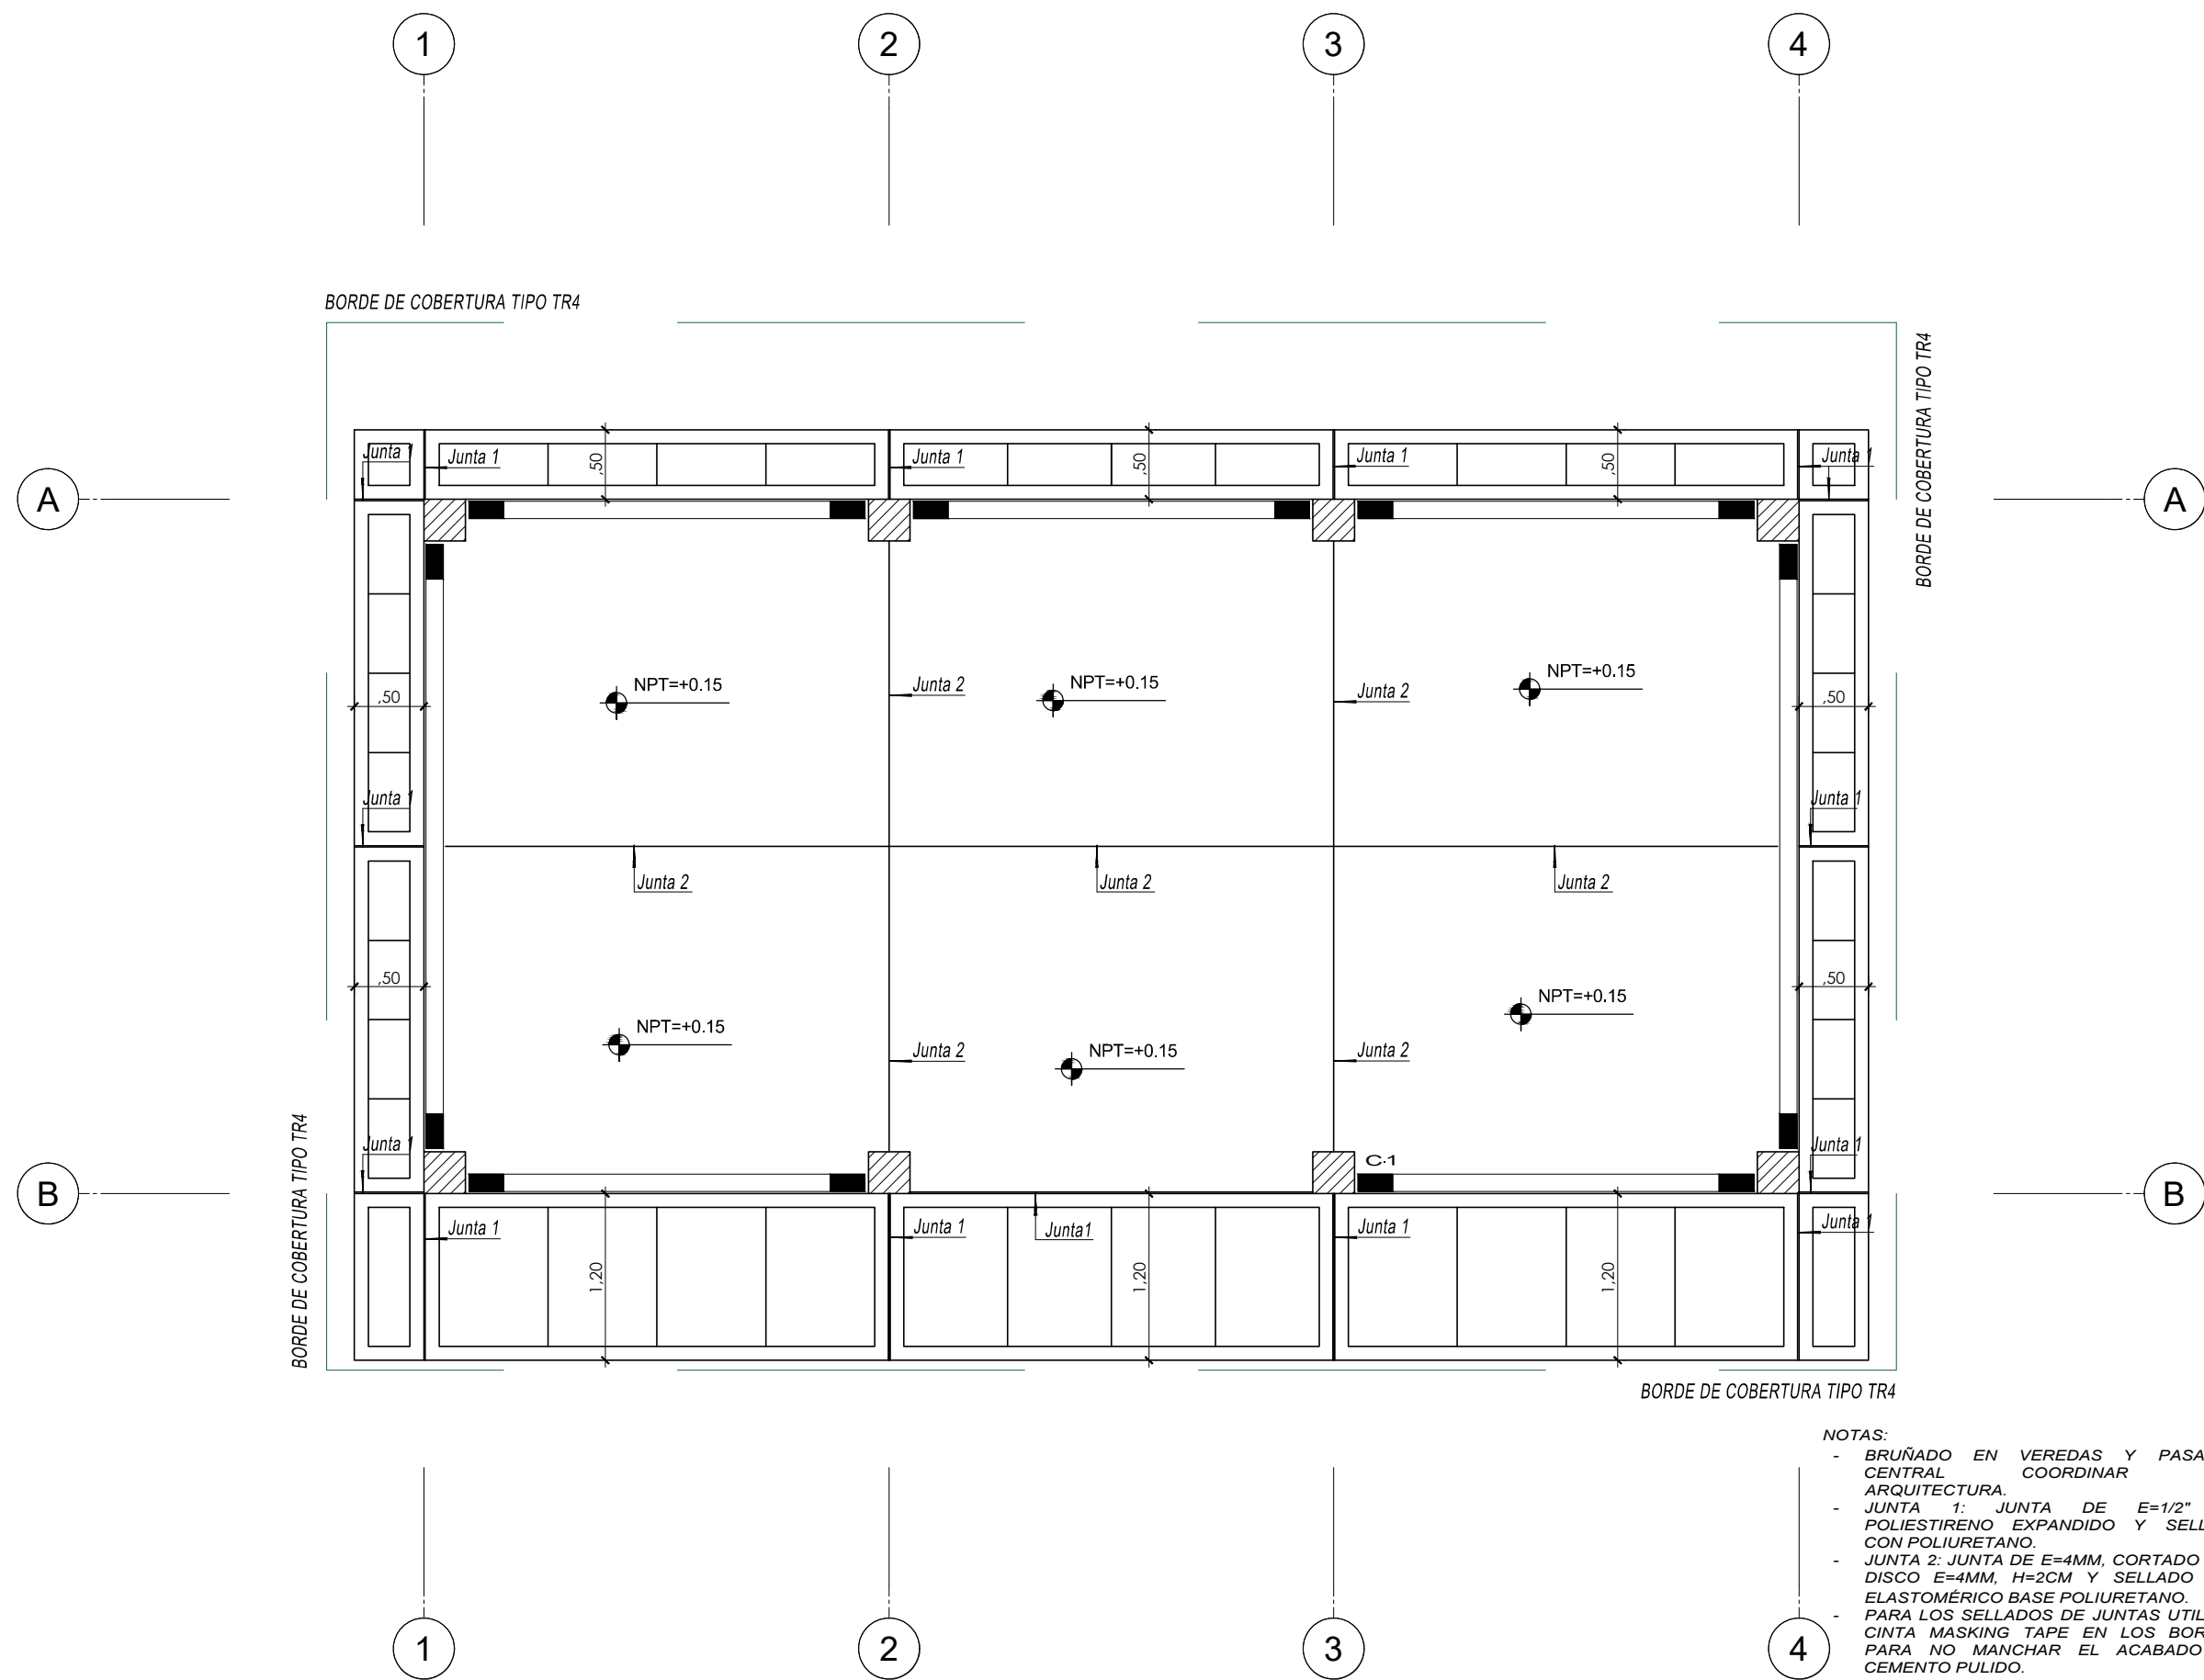 1 2 3 4
BORDE DE COBERTURA TIPO TR4
BORDE DE COBERTURA TIPO TR4
Junta 1 Junta 1 ,50 Junta 1 ,50 Junta 1 ,50 Junta 1
A A
NPT=+0.15 NPT=+0.15 NPT=+0.15
,50 Junta 2 Junta 2 ,50
Junta 1 Junta 1
Junta 2 Junta 2 Junta 2
,50 ,50
NPT=+0.15 NPT=+0.15 NPT=+0.15
Junta 2 Junta 2
BORDE DE COBERTURA TIPO TR4
Junta 1 C-1 Junta 1
B B
Junta 1 Junta 1 Junta1 Junta 1 Junta 1
1,20 1,20 1,20
BORDE DE COBERTURA TIPO TR4
NOTAS:
- BRUÑADO EN VEREDAS Y
CENTRAL COORDINAR
ARQUITECTURA.
- JUNTA 1: JUNTA DE E=1/2"
POLIESTIRENO EXPANDIDO Y
CON POLIURETANO.
- JUNTA 2: JUNTA DE E=4MM, CORTADO
DISCO E=4MM, H=2CM Y SELLADO
ELASTOMÉRICO BASE POLIURETANO.
- PARA LOS SELLADOS DE JUNTAS
CINTA MASKING TAPE EN LOS
PARA NO MANCHAR EL ACABADO
CEMENTO PULIDO.
1 2 3 4